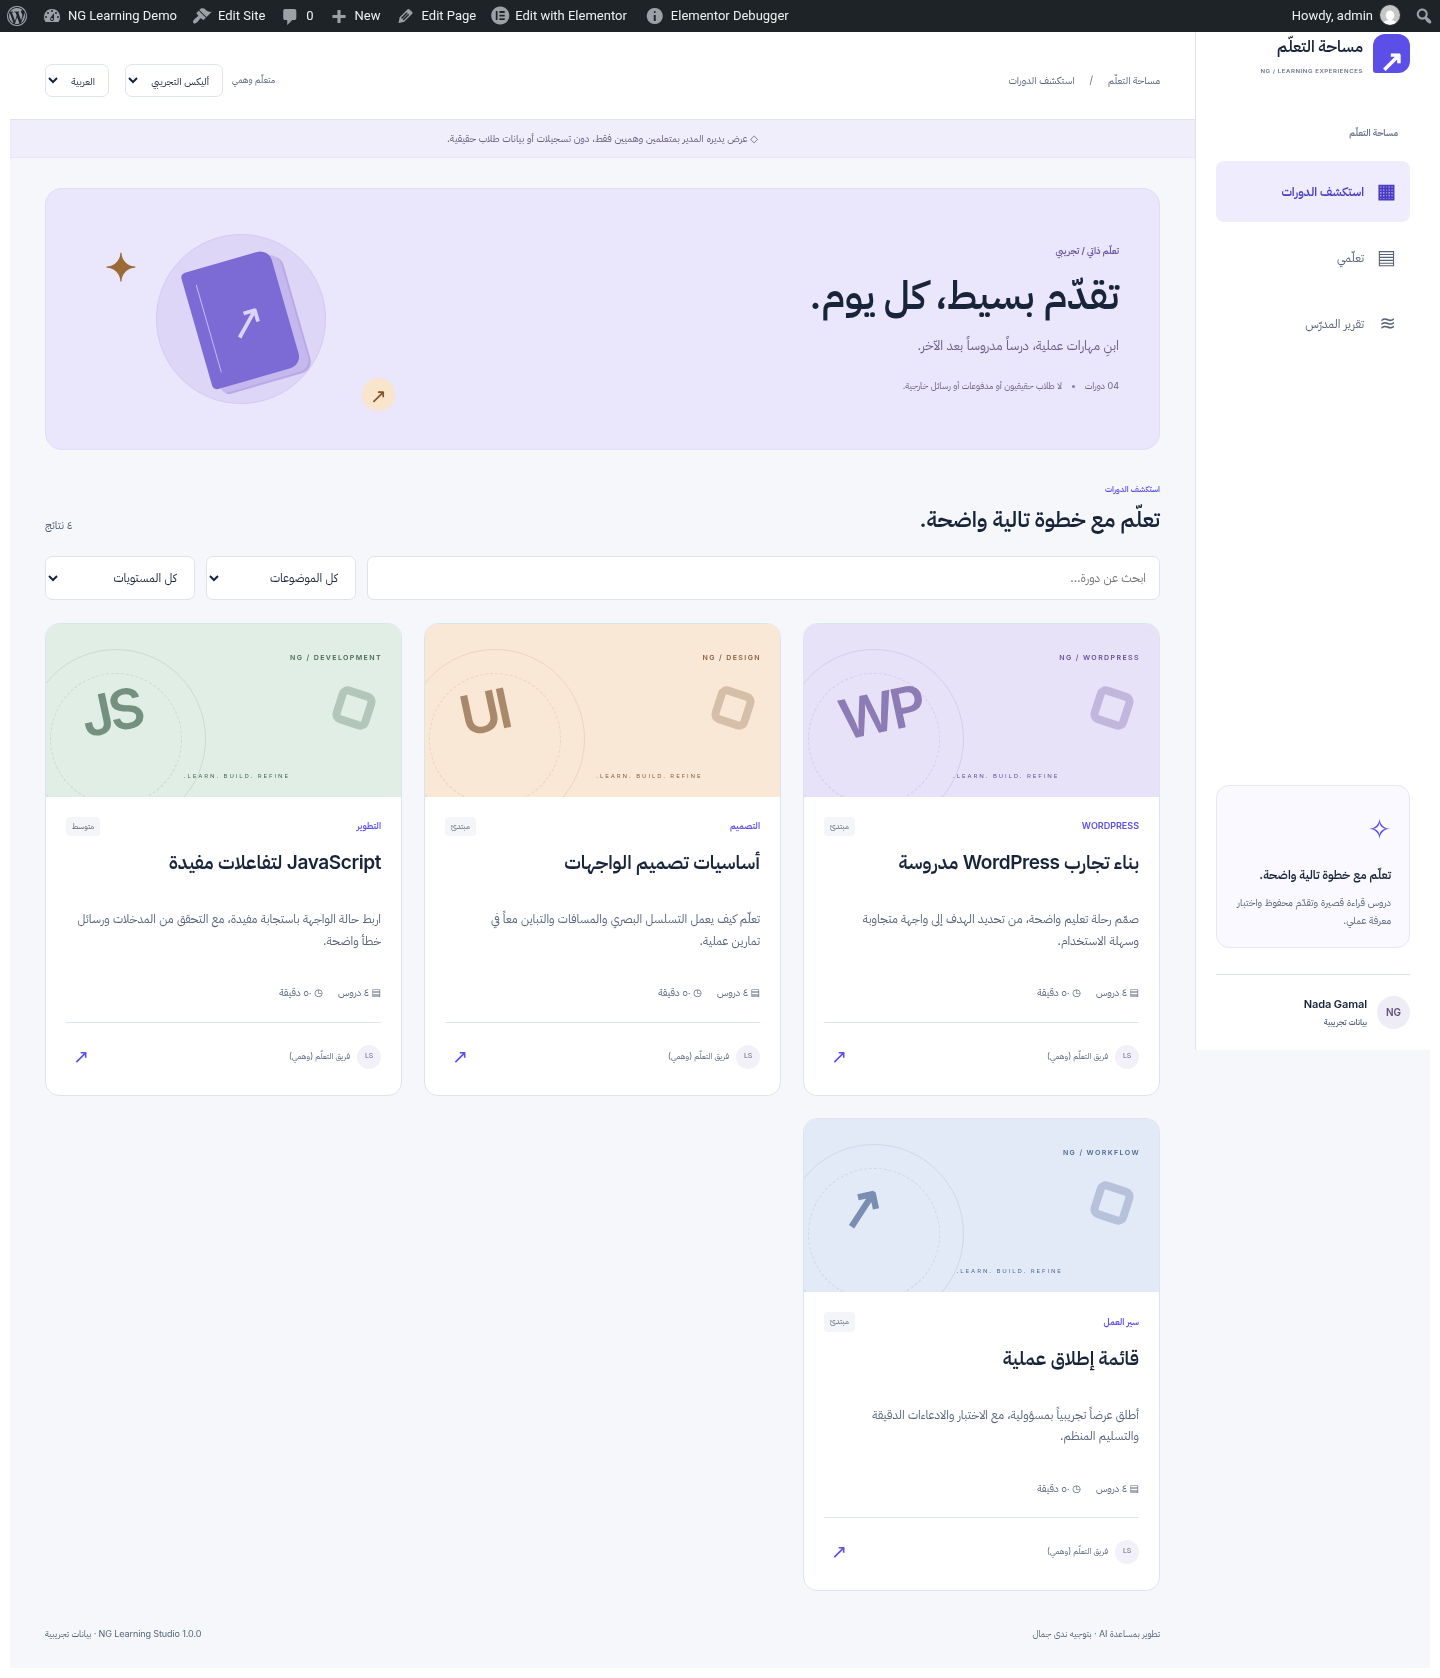 NG Learning Demo Edit Site 0 New Edit Page Edit with Elementor Elementor Debugger Howdy, admin
مساحة التعلّم
NG / LEARNING EXPERIENCES
مساحة التعلّم
استكشف الدورات
تعلّمي
تقرير المدرّس
تعلّم مع خطوة تالية واضحة.
دروس قراءة قصيرة وتقدّم محفوظ واختبار
معرفة عملي.
NG
Nada Gamal
بيانات تجريبية
مساحة التعلّم / استكشف الدورات
متعلّم وهمي
أليكس التجريبي
العربية
◇ عرض يديره المدير بمتعلمين وهميين فقط، دون تسجيلات أو بيانات طلاب حقيقية.
تعلّم ذاتي / تجريبي
تقدّم بسيط، كل يوم.
ابنِ مهارات عملية، درساً مدروساً بعد الآخر.
04 دورات • لا طلاب حقيقيون أو مدفوعات أو رسائل خارجية.
استكشف الدورات
تعلّم مع خطوة تالية واضحة.
٤ نتائج
ابحث عن دورة...
كل الموضوعات
كل المستويات
NG / WORDPRESS
WP
.LEARN. BUILD. REFINE
WORDPRESS
مبتدئ
بناء تجارب WordPress مدروسة
صمّم رحلة تعليم واضحة، من تحديد الهدف إلى واجهة متجاوبة
وسهلة الاستخدام.
٤ دروس ٥٠ دقيقة
LS فريق التعلّم (وهمي) ↗
NG / DESIGN
UI
.LEARN. BUILD. REFINE
التصميم
مبتدئ
أساسيات تصميم الواجهات
تعلّم كيف يعمل التسلسل البصري والمسافات والتباين معاً في
تمارين عملية.
٤ دروس ٥٠ دقيقة
LS فريق التعلّم (وهمي) ↗
NG / DEVELOPMENT
JS
.LEARN. BUILD. REFINE
التطوير
متوسط
JavaScript لتفاعلات مفيدة
اربط حالة الواجهة باستجابة مفيدة، مع التحقق من المدخلات ورسائل
خطأ واضحة.
٤ دروس ٥٠ دقيقة
LS فريق التعلّم (وهمي) ↗
NG / WORKFLOW
↗
.LEARN. BUILD. REFINE
سير العمل
مبتدئ
قائمة إطلاق عملية
أطلق عرضاً تجريبياً بمسؤولية، مع الاختبار والادعاءات الدقيقة
والتسليم المنظم.
٤ دروس ٥٠ دقيقة
LS فريق التعلّم (وهمي) ↗
تطوير بمساعدة AI · بتوجيه ندى جمال
NG Learning Studio 1.0.0 · بيانات تجريبية